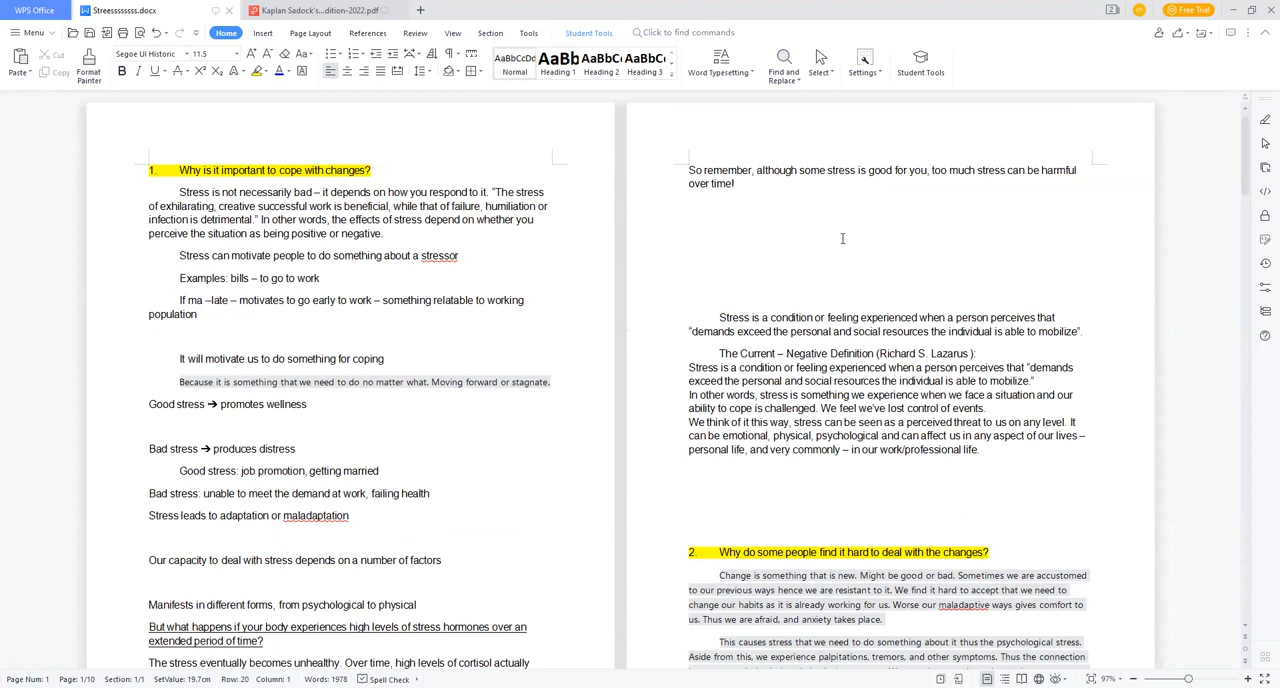 WPS Office
Streesssssss.docx
Kaplan Sadock's...dition-2022.pdf
Free Trial
Menu
Home
Insert
Page Layout
References
Review
View
Section
Tools
Student Tools
Click to find commands
Paste
Cut
Copy
Format Painter
Segoe UI Historic
11.5
AaBbCcDd
Normal
AaBb
Heading 1
AaBbC
Heading 2
AaBbC
Heading 3
Word Typesetting
Find and Replace
Select
Settings
Student Tools
1. Why is it important to cope with changes?
Stress is not necessarily bad – it depends on how you respond to it. “The stress
of exhilarating, creative successful work is beneficial, while that of failure, humiliation or
infection is detrimental.” In other words, the effects of stress depend on whether you
perceive the situation as being positive or negative.
Stress can motivate people to do something about a stressor
Examples: bills – to go to work
If ma –late – motivates to go early to work – something relatable to working
population
It will motivate us to do something for coping
Because it is something that we need to do no matter what. Moving forward or stagnate.
Good stress ➔ promotes wellness
Bad stress ➔ produces distress
Good stress: job promotion, getting married
Bad stress: unable to meet the demand at work, failing health
Stress leads to adaptation or maladaptation
Our capacity to deal with stress depends on a number of factors
Manifests in different forms, from psychological to physical
But what happens if your body experiences high levels of stress hormones over an
extended period of time?
The stress eventually becomes unhealthy. Over time, high levels of cortisol actually
So remember, although some stress is good for you, too much stress can be harmful
over time!
Stress is a condition or feeling experienced when a person perceives that
“demands exceed the personal and social resources the individual is able to mobilize”.
The Current – Negative Definition (Richard S. Lazarus ):
Stress is a condition or feeling experienced when a person perceives that “demands
exceed the personal and social resources the individual is able to mobilize.”
In other words, stress is something we experience when we face a situation and our
ability to cope is challenged. We feel we've lost control of events.
We think of it this way, stress can be seen as a perceived threat to us on any level. It
can be emotional, physical, psychological and can affect us in any aspect of our lives –
personal life, and very commonly – in our work/professional life.
2. Why do some people find it hard to deal with the changes?
Change is something that is new. Might be good or bad. Sometimes we are accustomed
to our previous ways hence we are resistant to it. We find it hard to accept that we need to
change our habits as it is already working for us. Worse our maladaptive ways gives comfort to
us. Thus we are afraid, and anxiety takes place.
This causes stress that we need to do something about it thus the psychological stress.
Aside from this, we experience palpitations, tremors, and other symptoms. Thus the connection
Page Num: 1
Page: 1/10
Section: 1/1
SetValue: 19.7cm
Row: 20
Column: 1
Words: 1978
Spell Check
97%